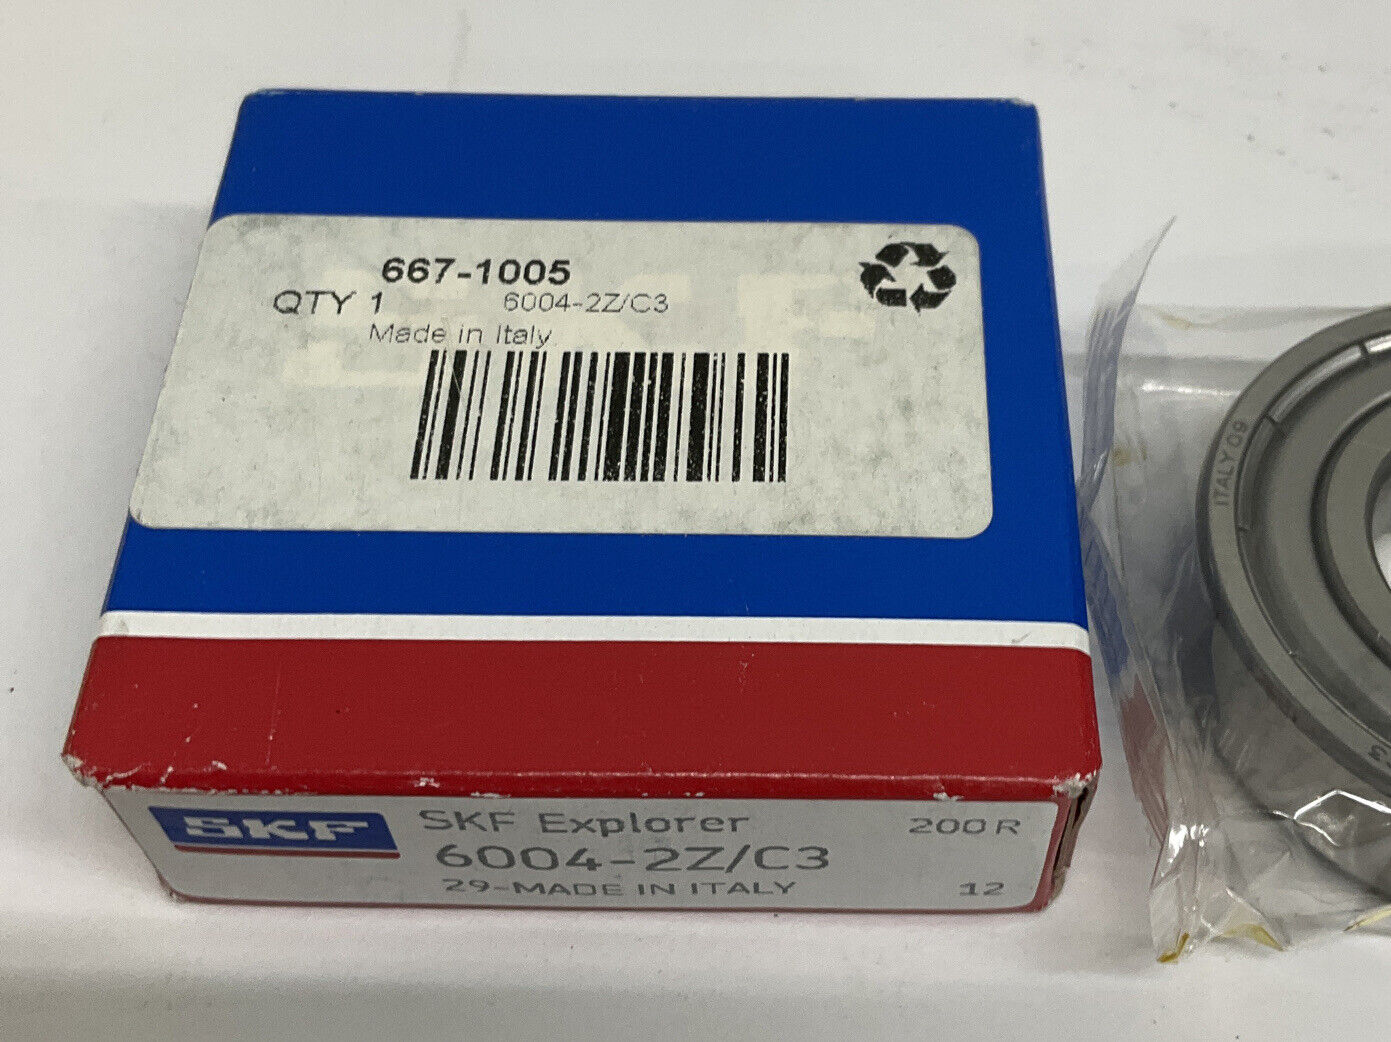 667-1005
QTY 1 6004-2Z/C3
Made in Italy
SKF
SKF Explorer 200 R
6004-2Z/C3
29-MADE IN ITALY 12
ITALY 09